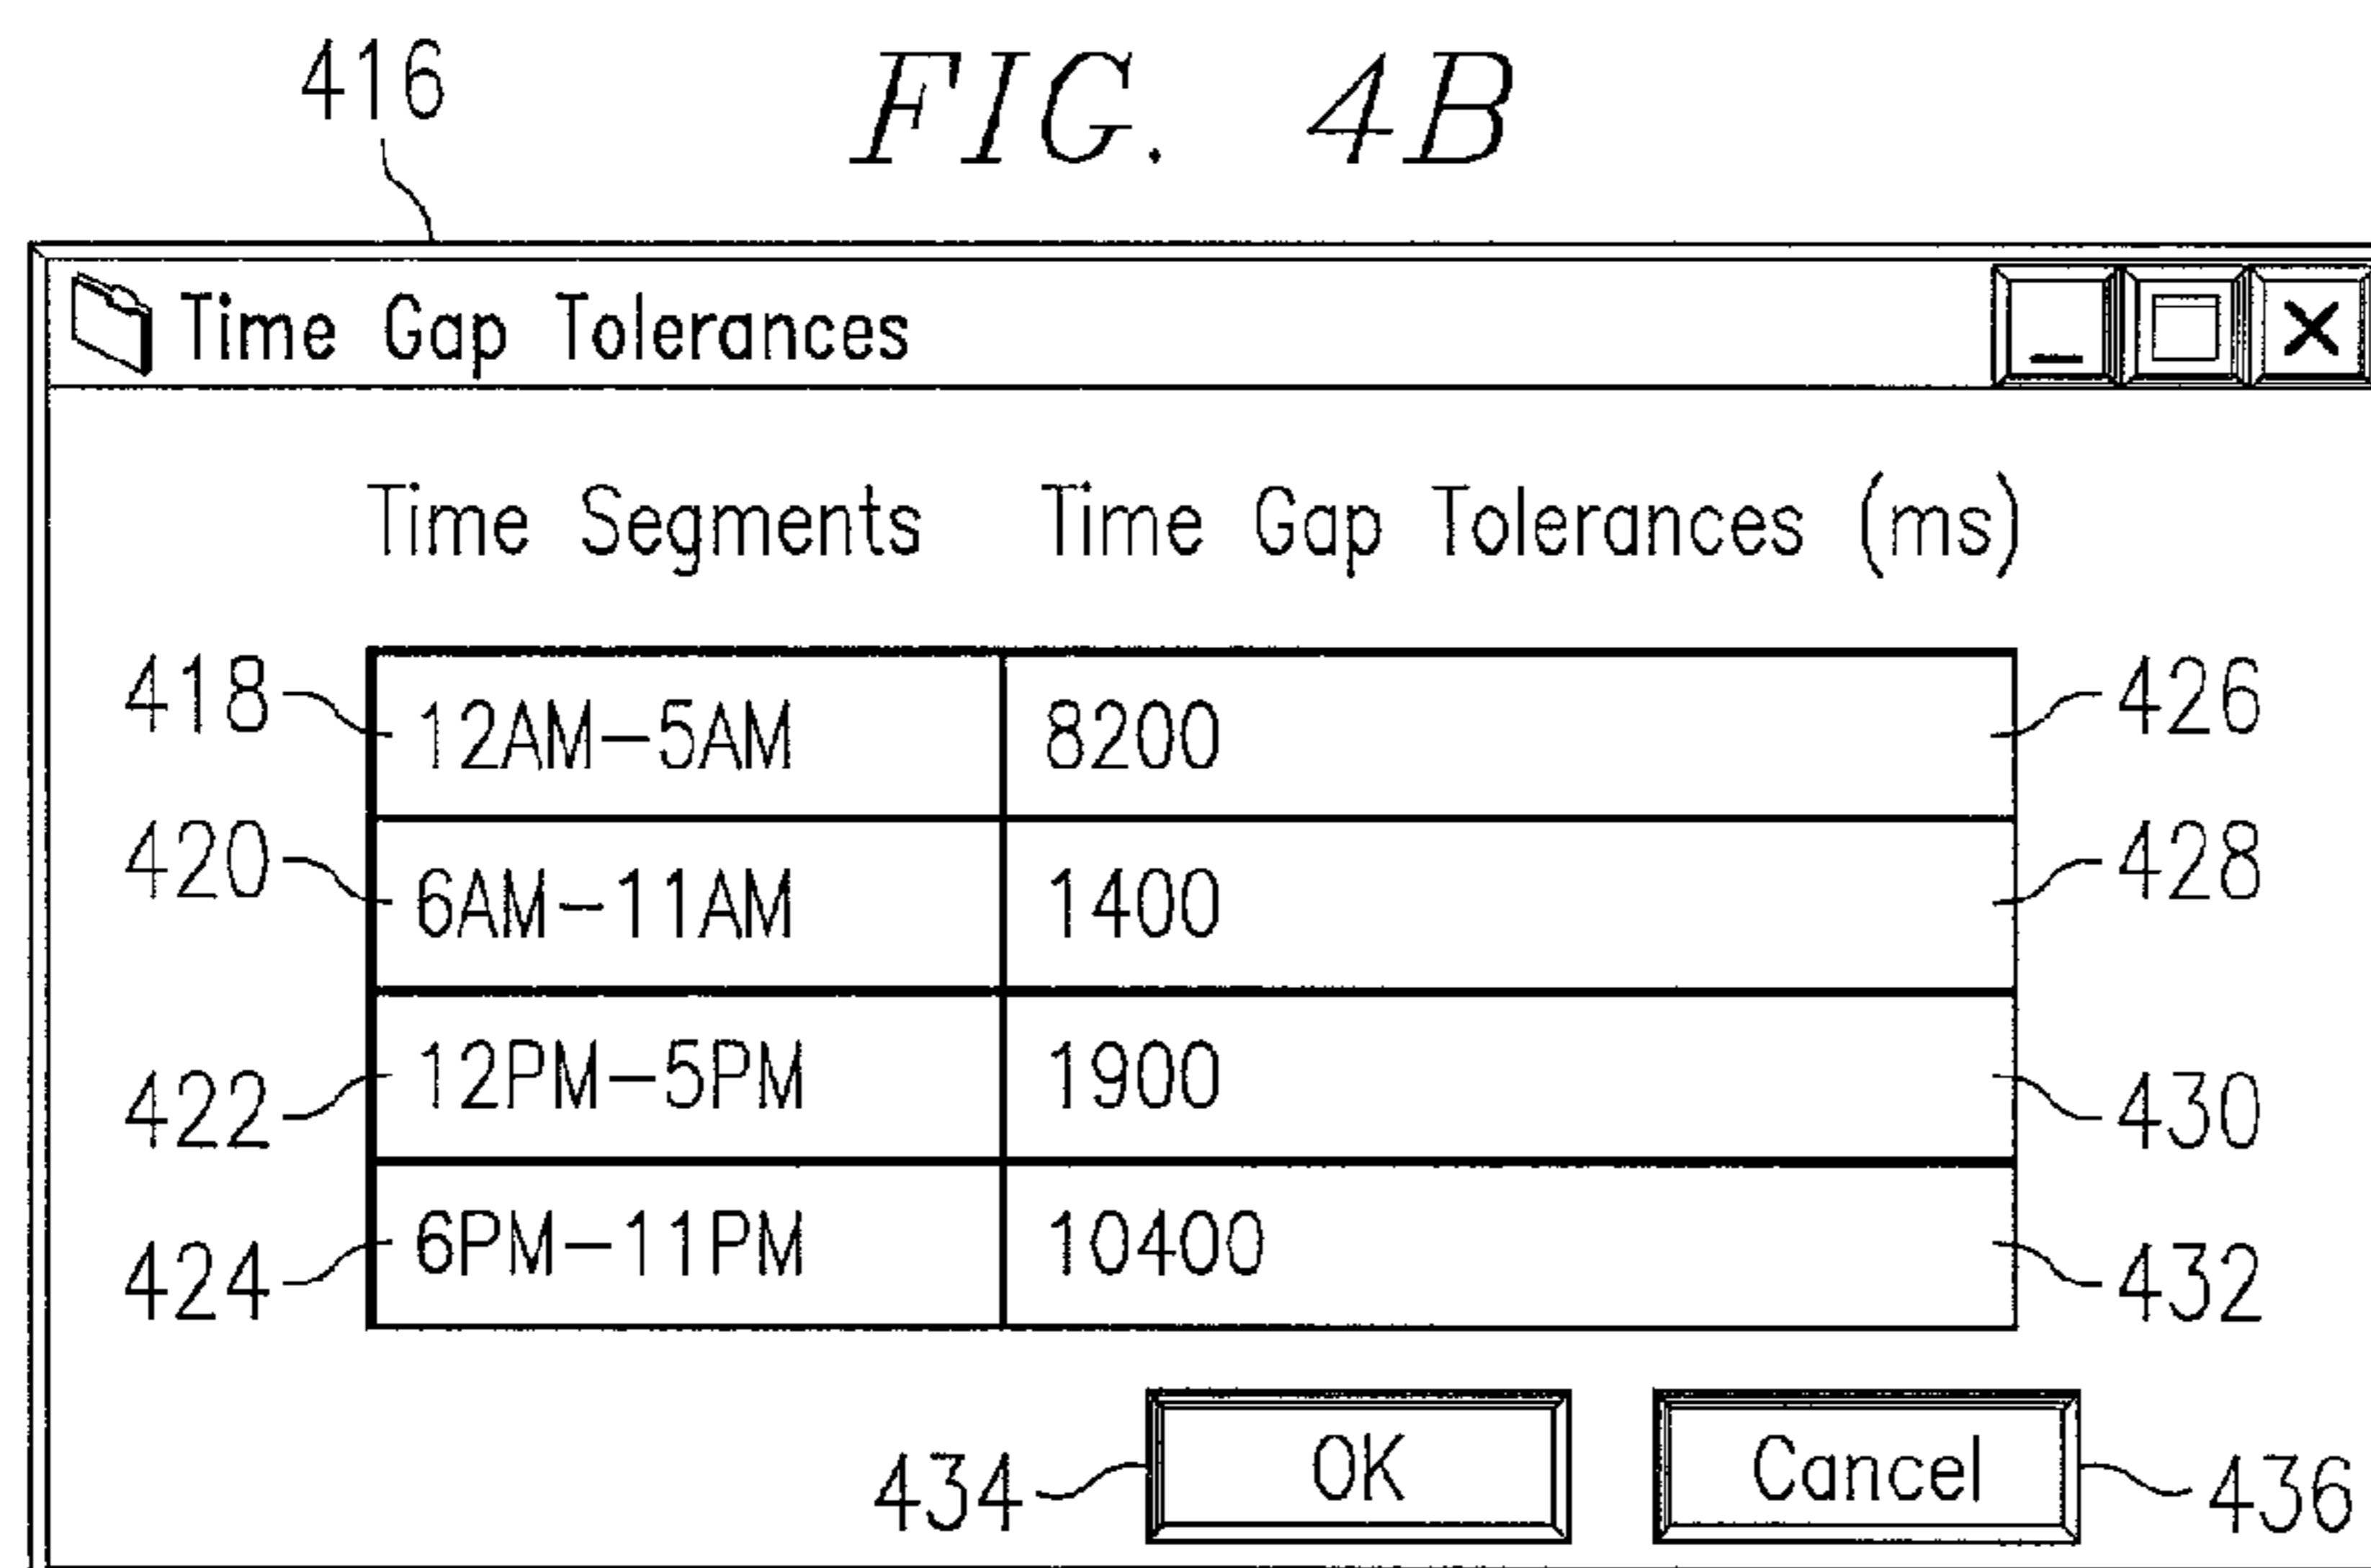 416
FIG. 4B
Time Gap Tolerances
Time Segments Time Gap Tolerances (ms)
418 12AM-5AM 8200 426
420 6AM-11AM 1400 428
422 12PM-5PM 1900 430
424 6PM-11PM 10400 432
434 OK Cancel 436